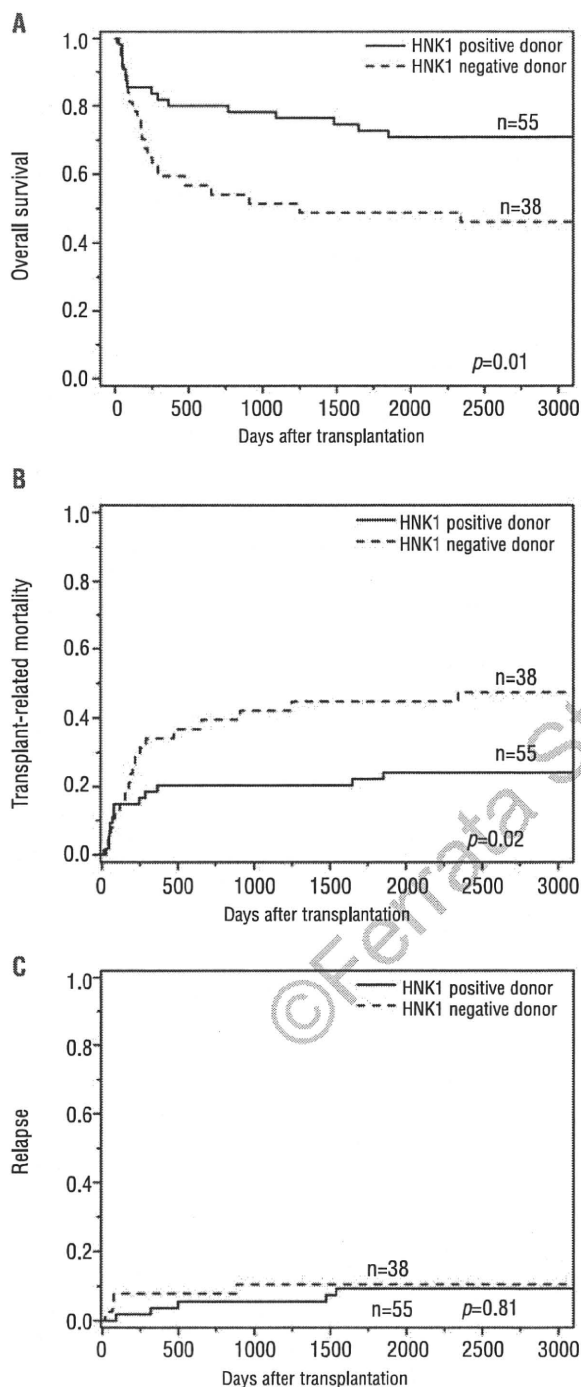 A
1.0
0.8
0.6
0.4
0.2
0.0
Overall survival
HNK1 positive donor
HNK1 negative donor
n=55
n=38
p=0.01
0 500 1000 1500 2000 2500 3000
Days after transplantation
B
1.0
0.8
0.6
0.4
0.2
0.0
Transplant-related mortality
HNK1 positive donor
HNK1 negative donor
n=38
n=55
p=0.02
0 500 1000 1500 2000 2500 3000
Days after transplantation
C
1.0
0.8
0.6
0.4
0.2
0.0
Relapse
HNK1 positive donor
HNK1 negative donor
n=38
n=55 p=0.81
0 500 1000 1500 2000 2500 3000
Days after transplantation
©Ferrata St